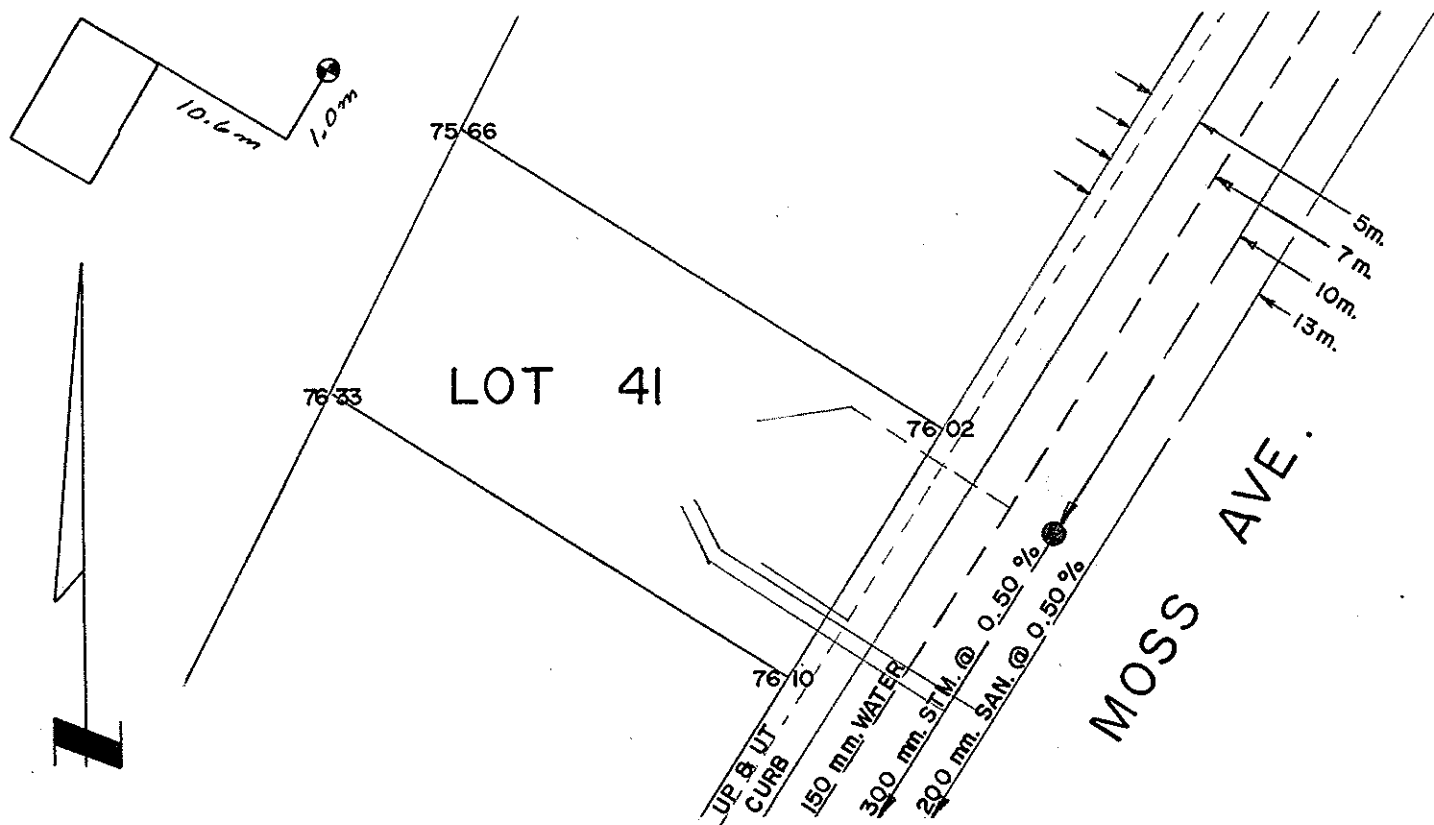 10.6m
1.0m
75 66
5m.
7m.
10m.
13m.
76 33
LOT 41
76 02
MOSS AVE.
76 10
UP & UT
CURB
150 mm. WATER
300 mm. STM. @ 0.50 %
200 mm. SAN. @ 0.50 %